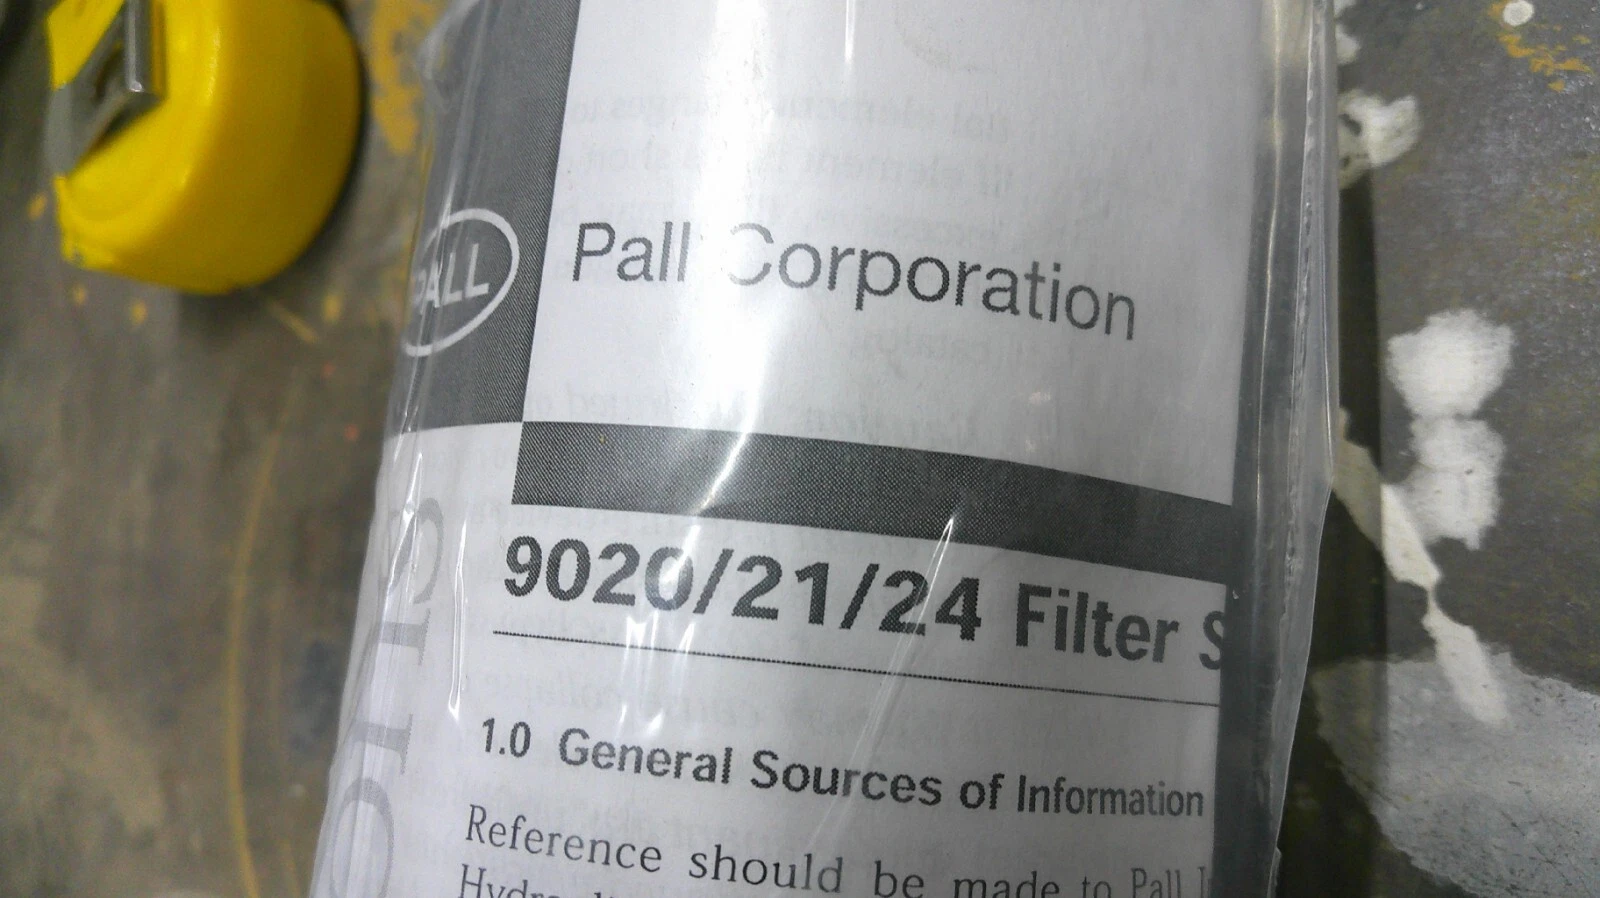 PALL
Pall Corporation
9020/21/24 Filter S
1.0 General Sources of Information
Reference should be made to Pall